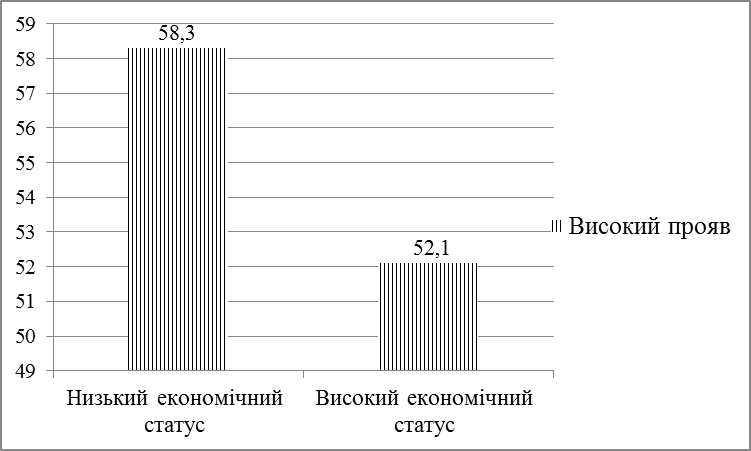 59
58
57
56
55
54
53
52
51
50
49
58,3
52,1
Низький економічний
статус
Високий економічний
статус
Високий прояв